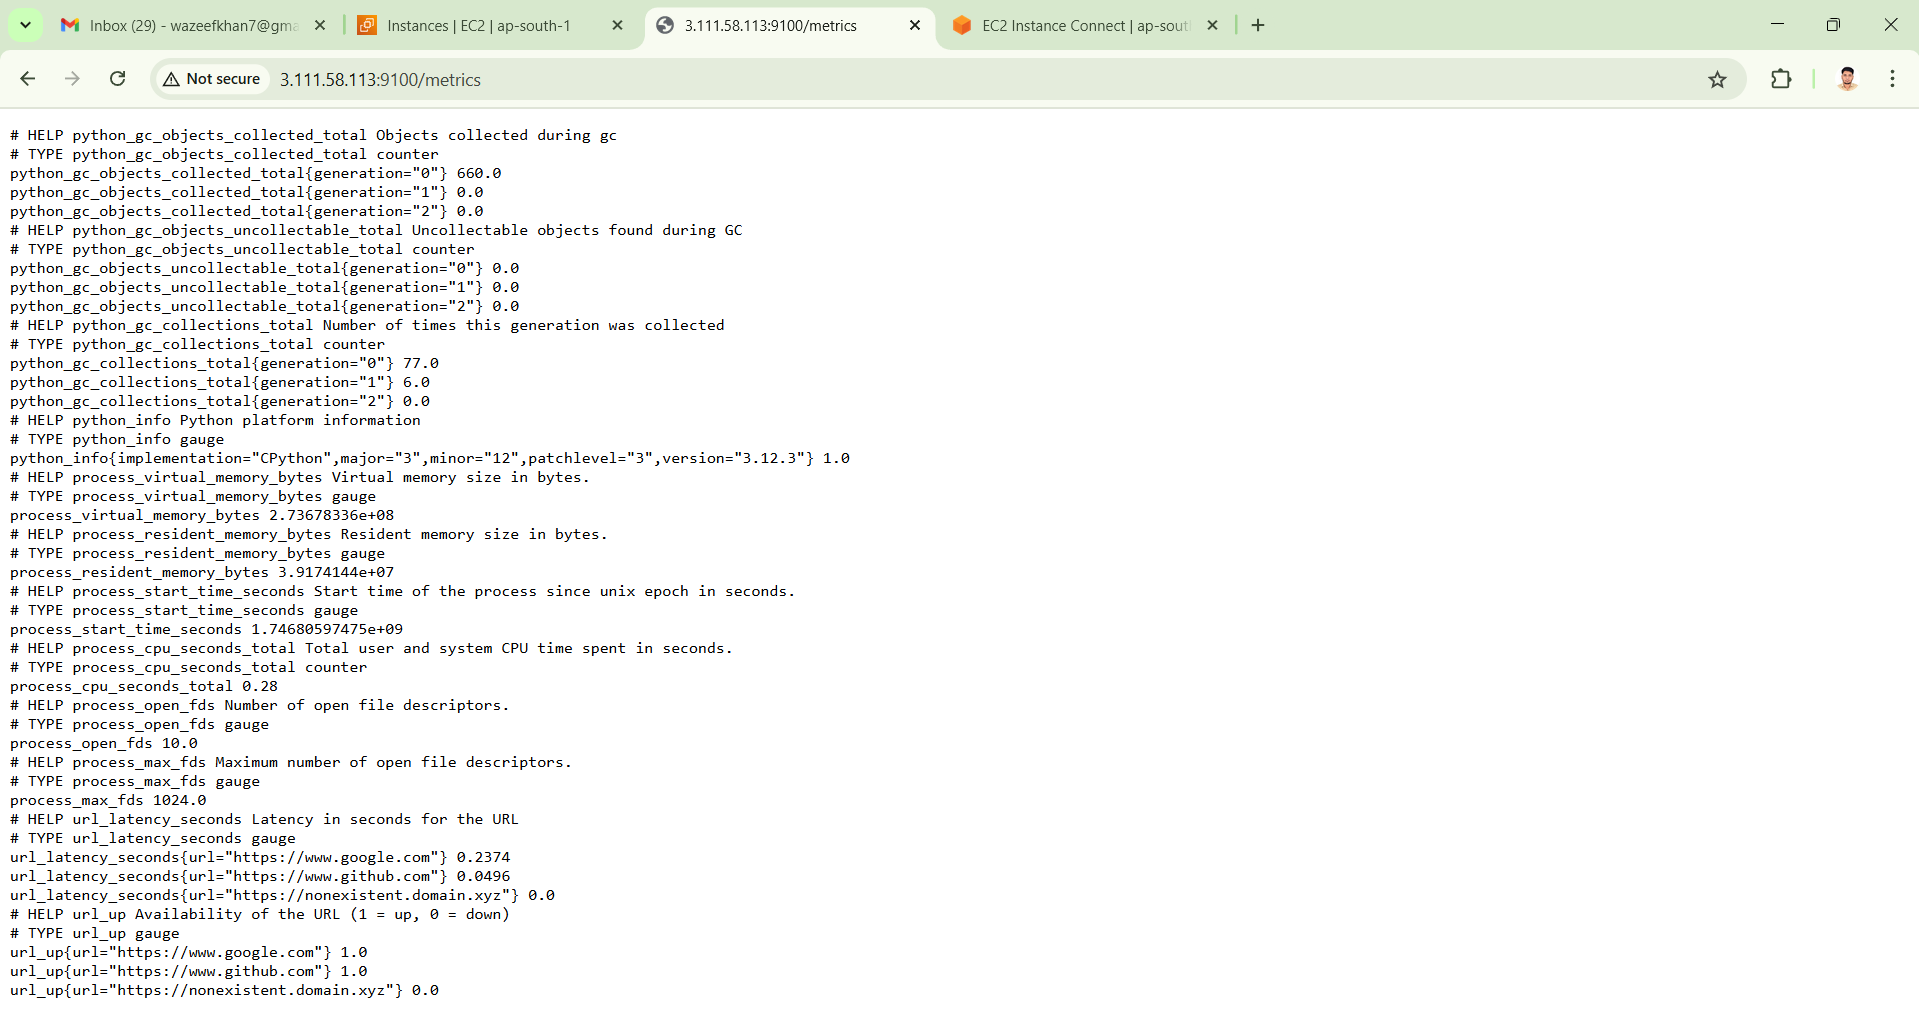 Inbox (29) - wazeefkhan7@gma
Instances | EC2 | ap-south-1
3.111.58.113:9100/metrics
EC2 Instance Connect | ap-sout
Not secure
3.111.58.113:9100/metrics
# HELP python_gc_objects_collected_total Objects collected during gc
# TYPE python_gc_objects_collected_total counter
python_gc_objects_collected_total{generation="0"} 660.0
python_gc_objects_collected_total{generation="1"} 0.0
python_gc_objects_collected_total{generation="2"} 0.0
# HELP python_gc_objects_uncollectable_total Uncollectable objects found during GC
# TYPE python_gc_objects_uncollectable_total counter
python_gc_objects_uncollectable_total{generation="0"} 0.0
python_gc_objects_uncollectable_total{generation="1"} 0.0
python_gc_objects_uncollectable_total{generation="2"} 0.0
# HELP python_gc_collections_total Number of times this generation was collected
# TYPE python_gc_collections_total counter
python_gc_collections_total{generation="0"} 77.0
python_gc_collections_total{generation="1"} 6.0
python_gc_collections_total{generation="2"} 0.0
# HELP python_info Python platform information
# TYPE python_info gauge
python_info{implementation="CPython",major="3",minor="12",patchlevel="3",version="3.12.3"} 1.0
# HELP process_virtual_memory_bytes Virtual memory size in bytes.
# TYPE process_virtual_memory_bytes gauge
process_virtual_memory_bytes 2.73678336e+08
# HELP process_resident_memory_bytes Resident memory size in bytes.
# TYPE process_resident_memory_bytes gauge
process_resident_memory_bytes 3.9174144e+07
# HELP process_start_time_seconds Start time of the process since unix epoch in seconds.
# TYPE process_start_time_seconds gauge
process_start_time_seconds 1.74680597475e+09
# HELP process_cpu_seconds_total Total user and system CPU time spent in seconds.
# TYPE process_cpu_seconds_total counter
process_cpu_seconds_total 0.28
# HELP process_open_fds Number of open file descriptors.
# TYPE process_open_fds gauge
process_open_fds 10.0
# HELP process_max_fds Maximum number of open file descriptors.
# TYPE process_max_fds gauge
process_max_fds 1024.0
# HELP url_latency_seconds Latency in seconds for the URL
# TYPE url_latency_seconds gauge
url_latency_seconds{url="https://www.google.com"} 0.2374
url_latency_seconds{url="https://www.github.com"} 0.0496
url_latency_seconds{url="https://nonexistent.domain.xyz"} 0.0
# HELP url_up Availability of the URL (1 = up, 0 = down)
# TYPE url_up gauge
url_up{url="https://www.google.com"} 1.0
url_up{url="https://www.github.com"} 1.0
url_up{url="https://nonexistent.domain.xyz"} 0.0